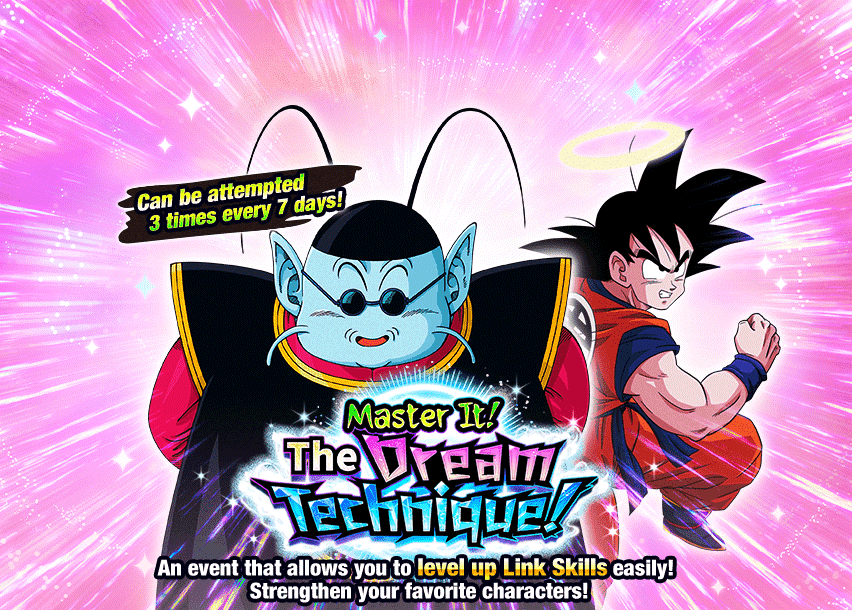 Can be attempted
3 times every 7 days!
Master It!
The Dream
Technique!
An event that allows you to level up Link Skills easily!
Strengthen your favorite characters!